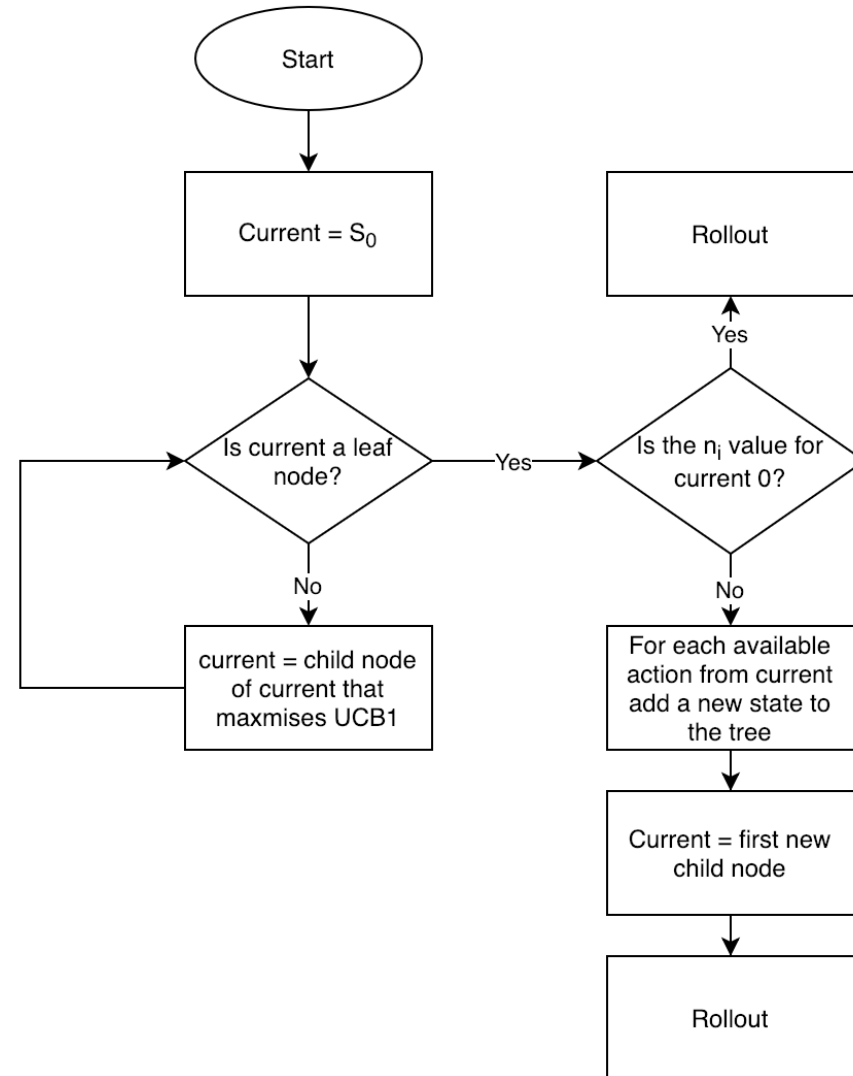 Start
Current = S₀
Rollout
Yes
Is current a leaf
node?
Yes
Is the nᵢ value for
current 0?
No
No
current = child node
of current that
maxmises UCB1
For each available
action from current
add a new state to
the tree
Current = first new
child node
Rollout